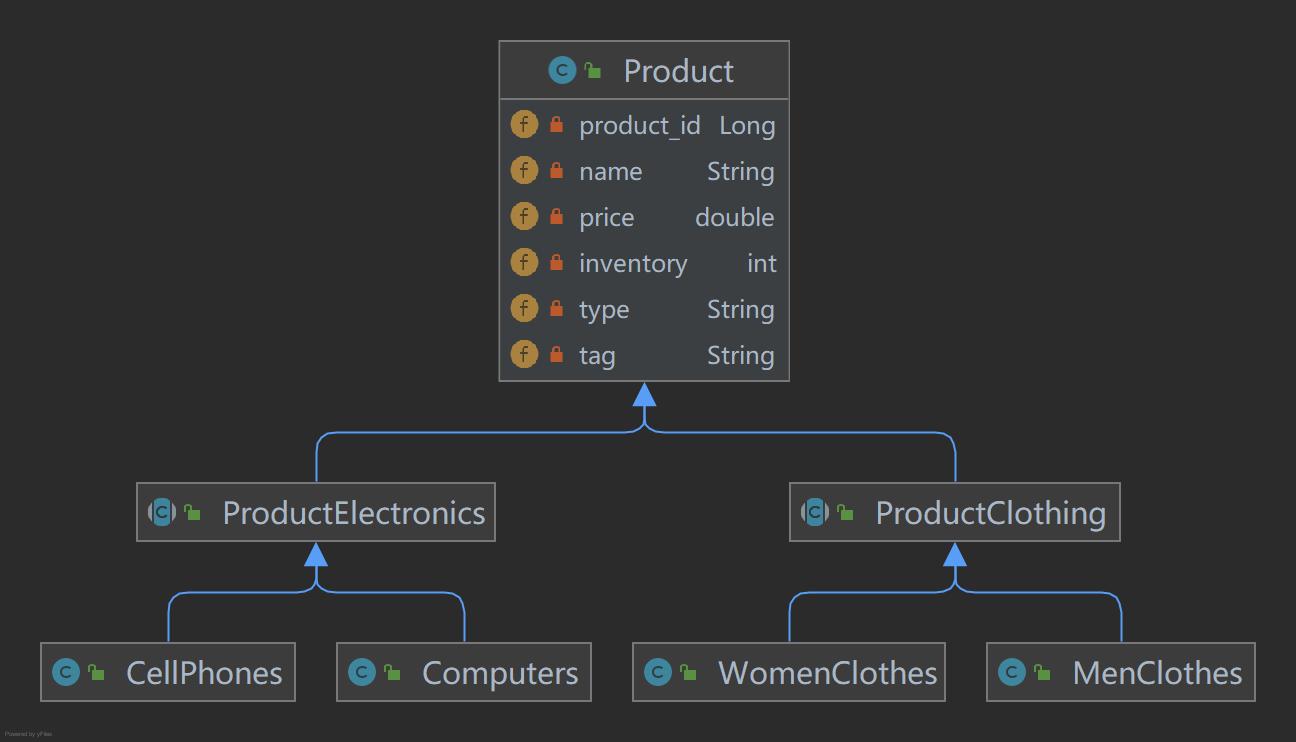 Product
product_id Long
name String
price double
inventory int
type String
tag String
ProductElectronics ProductClothing
CellPhones Computers WomenClothes MenClothes
Powered by yFiles